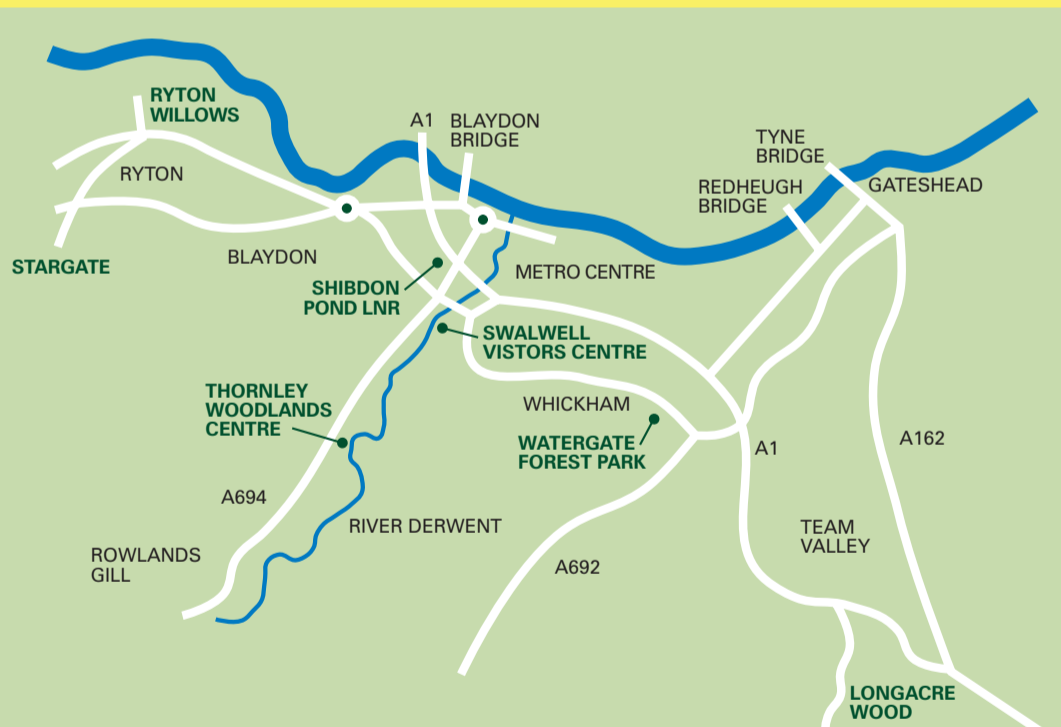 RYTON
WILLOWS
A1
BLAYDON
BRIDGE
TYNE
BRIDGE
RYTON
REDHEUGH
BRIDGE
GATESHEAD
STARGATE
BLAYDON
METRO CENTRE
SHIBDON
POND LNR
SWALWELL
VISTORS CENTRE
THORNLEY
WOODLANDS
CENTRE
WHICKHAM
WATERGATE
FOREST PARK
A1
A162
A694
RIVER DERWENT
TEAM
VALLEY
ROWLANDS
GILL
A692
LONGACRE
WOOD